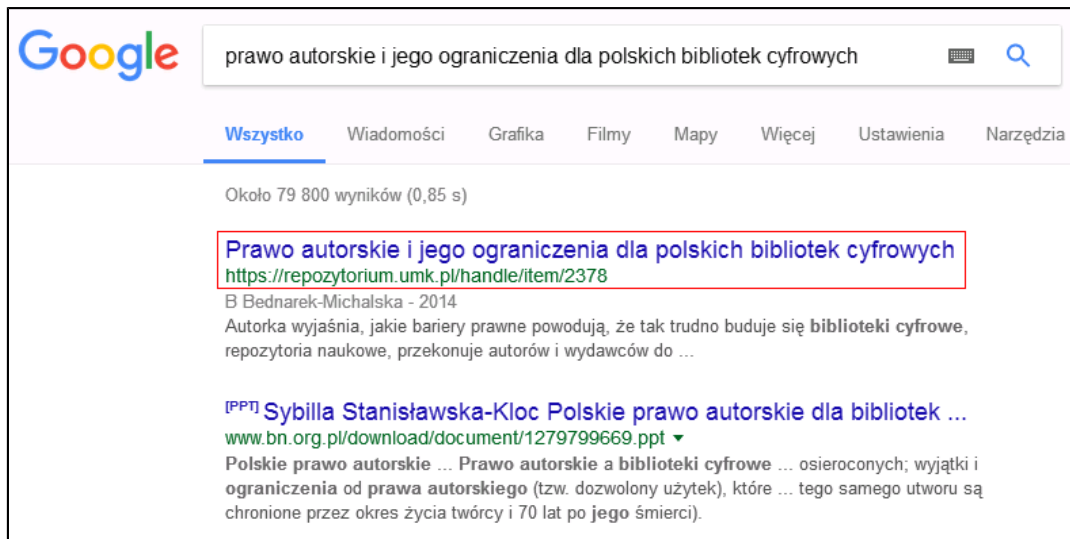 Google
prawo autorskie i jego ograniczenia dla polskich bibliotek cyfrowych
Wszystko Wiadomości Grafika Filmy Mapy Więcej Ustawienia Narzędzia
Około 79 800 wyników (0,85 s)
Prawo autorskie i jego ograniczenia dla polskich bibliotek cyfrowych
https://repozytorium.umk.pl/handle/item/2378
B Bednarek-Michalska - 2014
Autorka wyjaśnia, jakie bariery prawne powodują, że tak trudno buduje się biblioteki cyfrowe,
repozytoria naukowe, przekonuje autorów i wydawców do ...
[PPT] Sybilla Stanisławska-Kloc Polskie prawo autorskie dla bibliotek ...
www.bn.org.pl/download/document/1279799669.ppt
Polskie prawo autorskie ... Prawo autorskie a biblioteki cyfrowe ... osieroconych; wyjątki i
ograniczenia od prawa autorskiego (tzw. dozwolony użytek), które ... tego samego utworu są
chronione przez okres życia twórcy i 70 lat po jego śmierci).